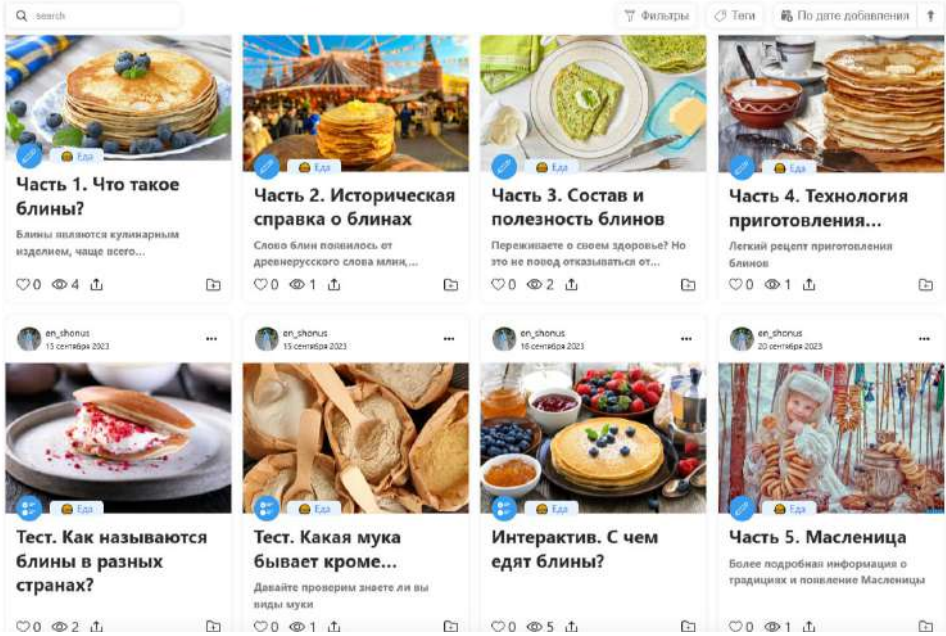 search
Фильтры
Теги
По дате добавления
Еда
Часть 1. Что такое
блины?
Блины являются кулинарным
изделием, чаще всего...
0 4
Еда
Часть 2. Историческая
справка о блинах
Слово блин появилось от
древнерусского слова млин,...
0 1
Еда
Часть 3. Состав и
полезность блинов
Переживаете о своем здоровье? Но
это не повод отказываться от...
0 2
Еда
Часть 4. Технология
приготовления...
Легкий рецепт приготовления
блинов
0 1
en_shonus
15 сентября 2023
Еда
Тест. Как называются
блины в разных
странах?
0 2
en_shonus
15 сентября 2023
Еда
Тест. Какая мука
бывает кроме...
Давайте проверим знаете ли вы
виды муки
0 1
en_shonus
16 сентября 2023
Еда
Интерактив. С чем
едят блины?
0 5
en_shonus
20 сентября 2023
Еда
Часть 5. Масленица
Более подробная информация о
традициях и появление Масленицы
0 1